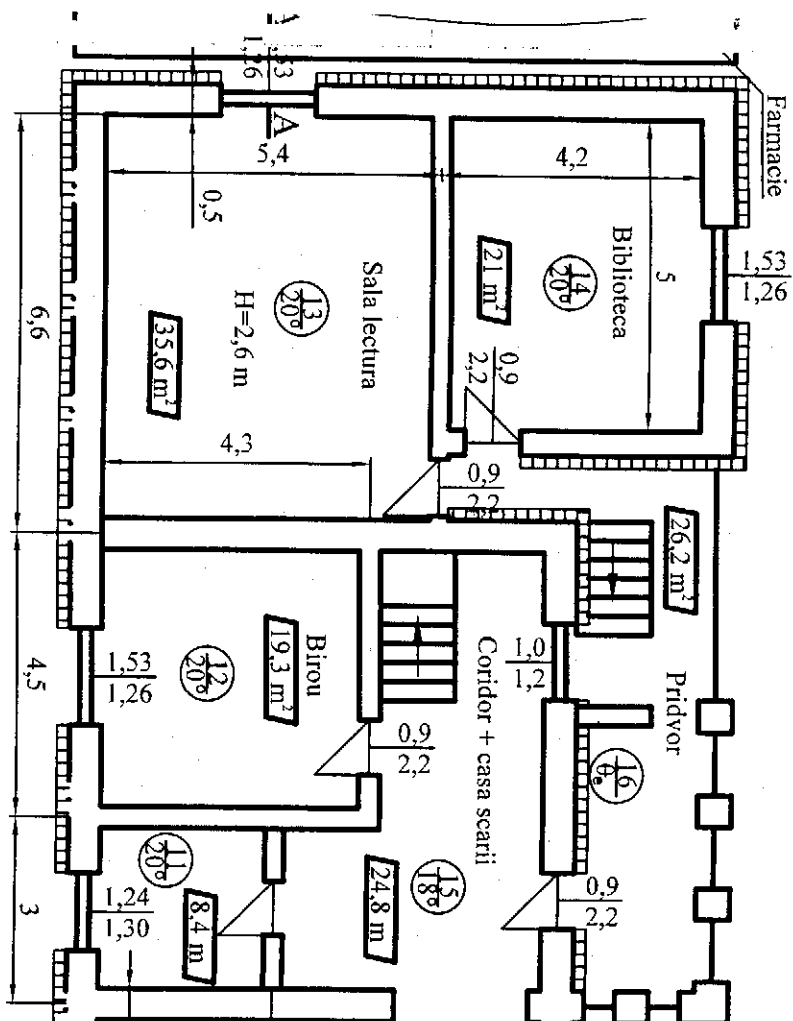 A
1,53
1,26
A
Farmacie
5,4
4,2
0,5
5
Biblioteca
14
20°
21 m²
1,53
1,26
Sala lectura
13
20°
H=2,6 m
35,6 m²
6,6
0,9
2,2
4,3
0,9
2,2
26,2 m²
Pridvor
16
Birou
19,3 m²
12
20°
1,53
1,26
4,5
1,0
1,2
Coridor + casa scarii
0,9
2,2
15
18°
24,8 m
0,9
2,2
11
20°
8,4 m
1,24
1,30
3